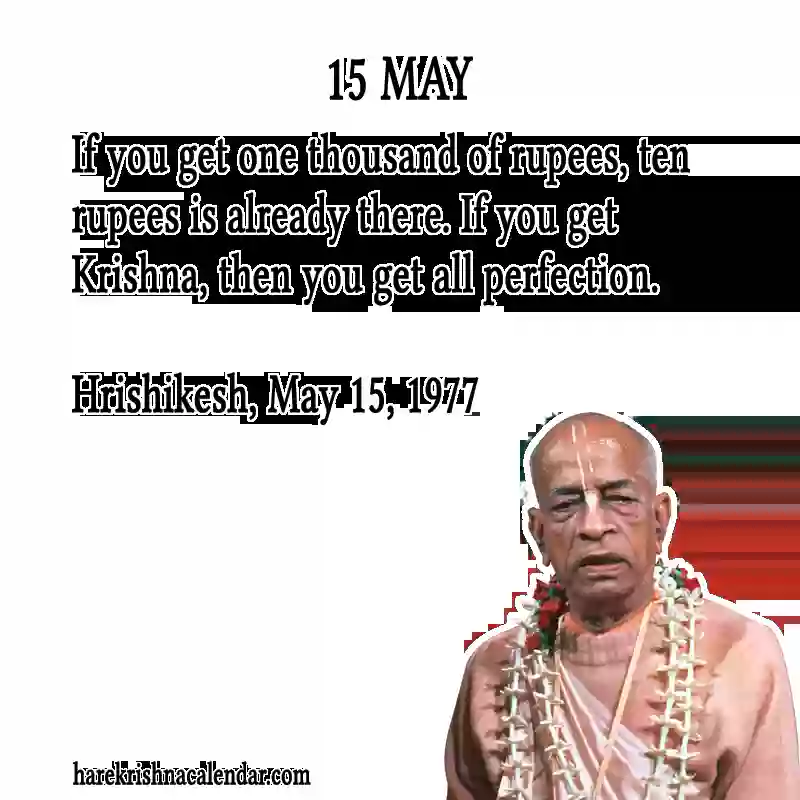 15 MAY
If you get one thousand of rupees, ten
rupees is already there. If you get
Krishna, then you get all perfection.
Hrishikesh, May 15, 1977
harekrishnacalendar.com